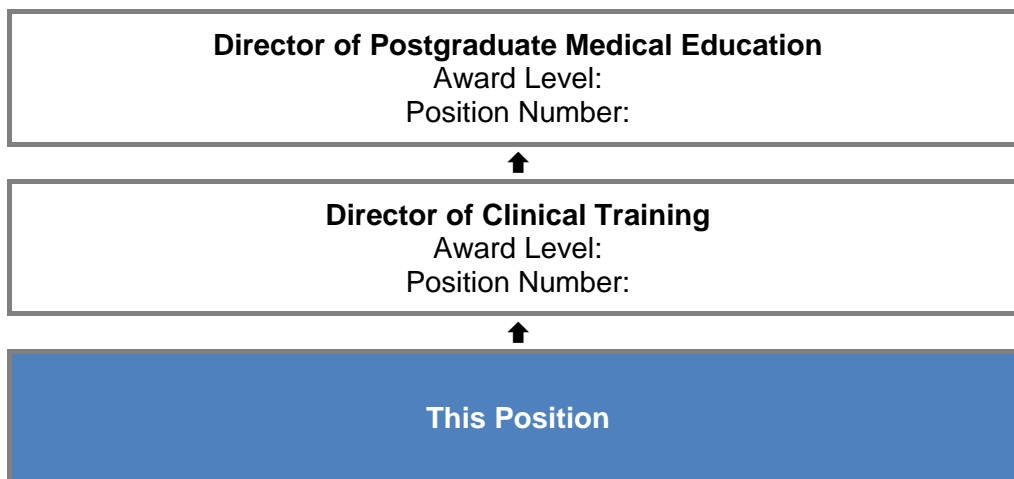 Director of Postgraduate Medical Education
Award Level:
Position Number:
Director of Clinical Training
Award Level:
Position Number:
This Position